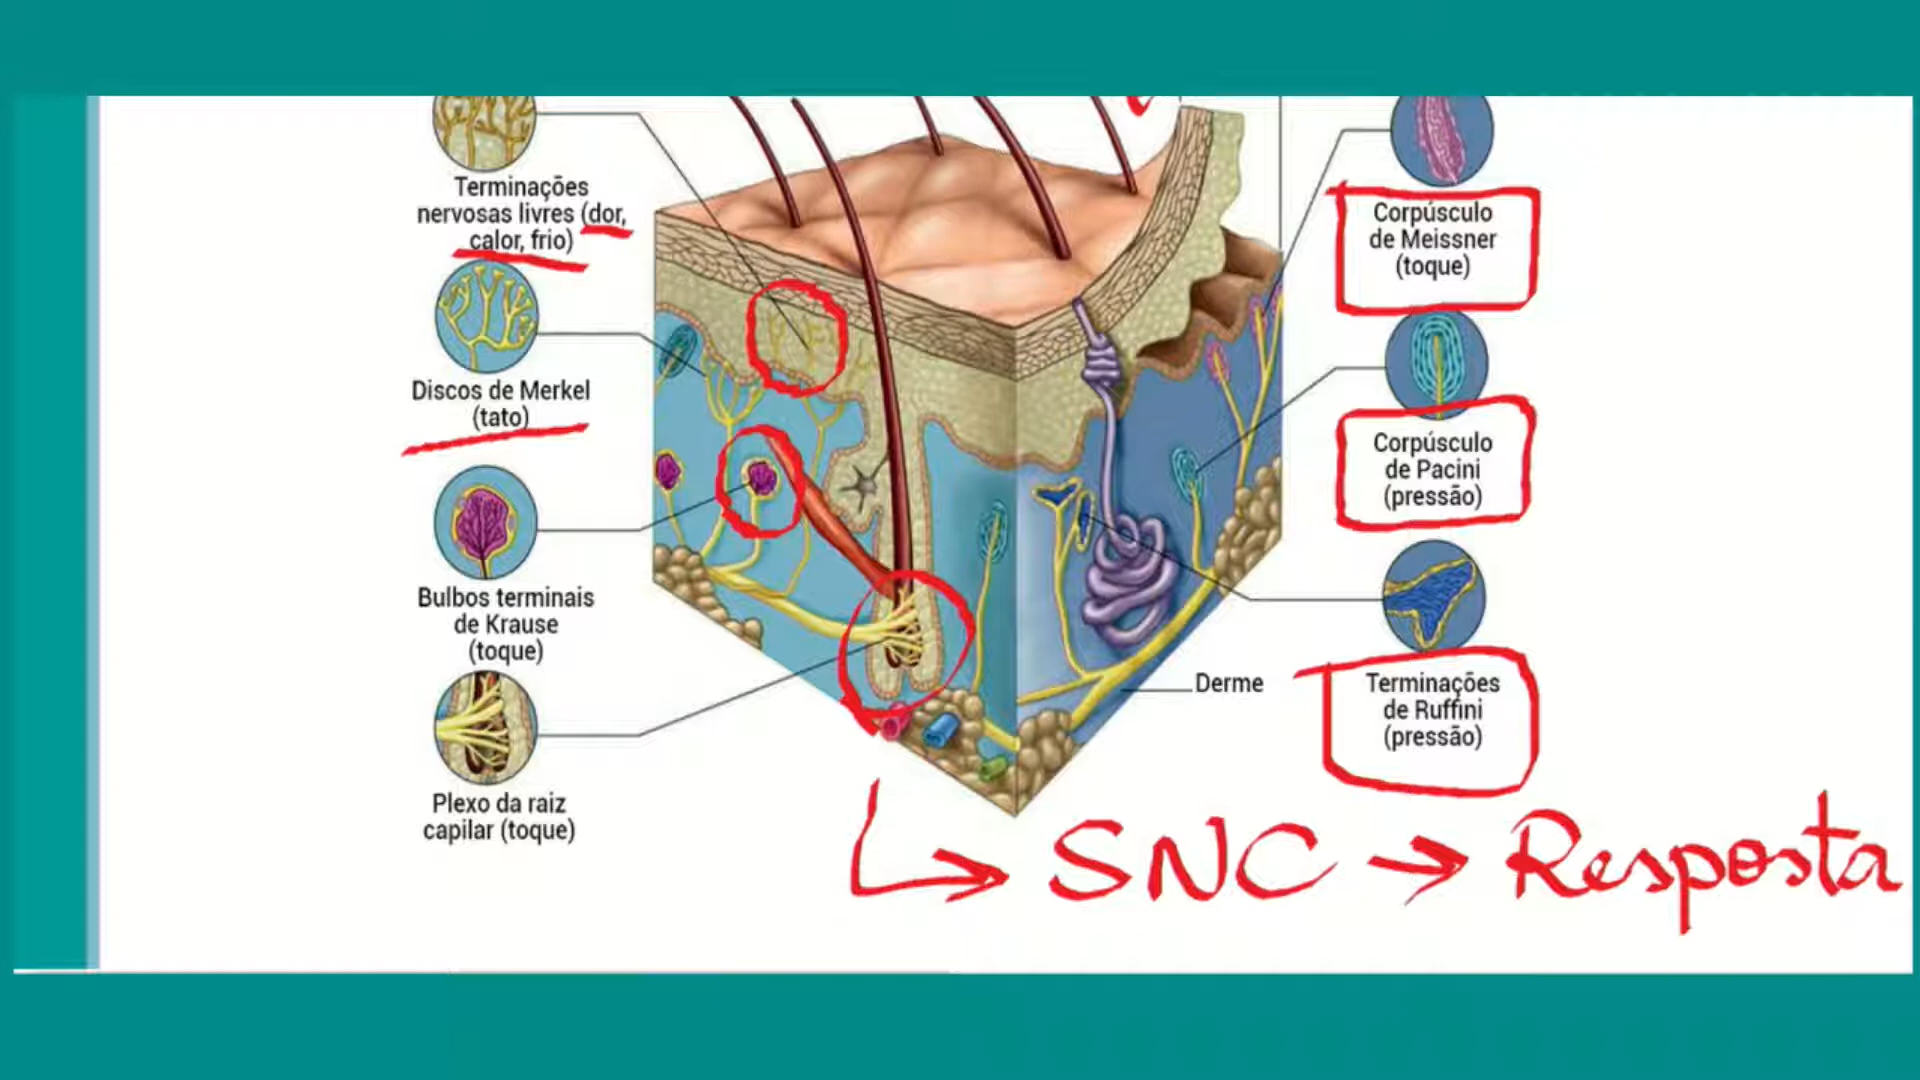 Terminações
nervosas livres (dor,
calor, frio)
Discos de Merkel
(tato)
Bulbos terminais
de Krause
(toque)
Plexo da raiz
capilar (toque)
Corpúsculo
de Meissner
(toque)
Corpúsculo
de Pacini
(pressão)
Terminações
de Ruffini
(pressão)
Derme
SNC → Resposta